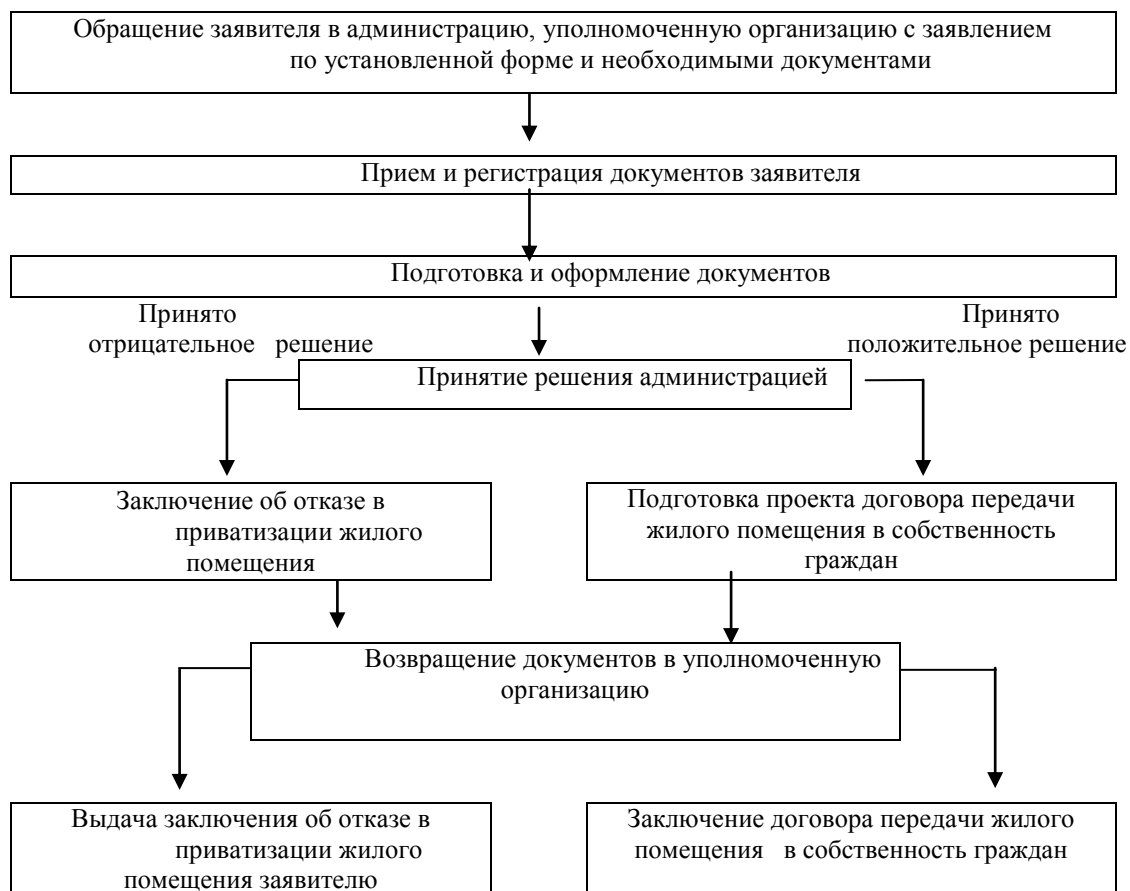 Обращение заявителя в администрацию, уполномоченную организацию с заявлением
по установленной форме и необходимыми документами
Прием и регистрация документов заявителя
Подготовка и оформление документов
Принято
отрицательное решение
Принято
положительное решение
Принятие решения администрацией
Заключение об отказе в
приватизации жилого
помещения
Подготовка проекта договора передачи
жилого помещения в собственность
граждан
Возвращение документов в уполномоченную
организацию
Выдача заключения об отказе в
приватизации жилого
помещения заявителю
Заключение договора передачи жилого
помещения в собственность граждан